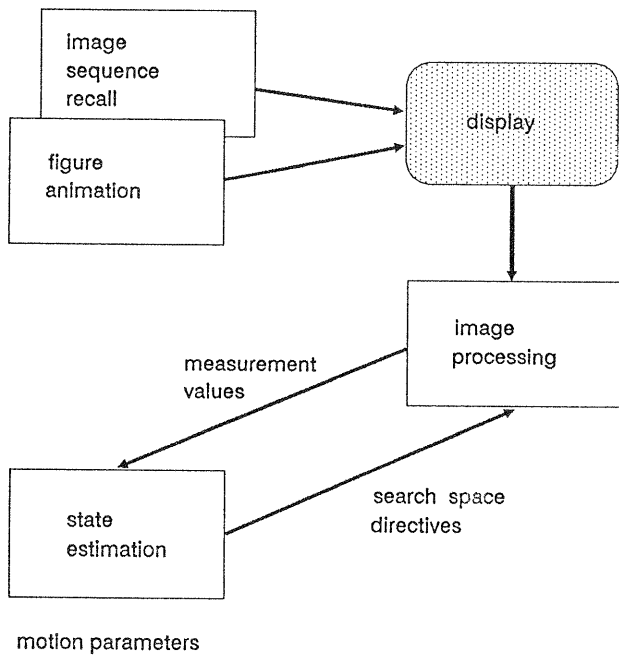 image
sequence
recall
display
figure
animation
image
processing
measurement
values
search space
directives
state
estimation
motion parameters